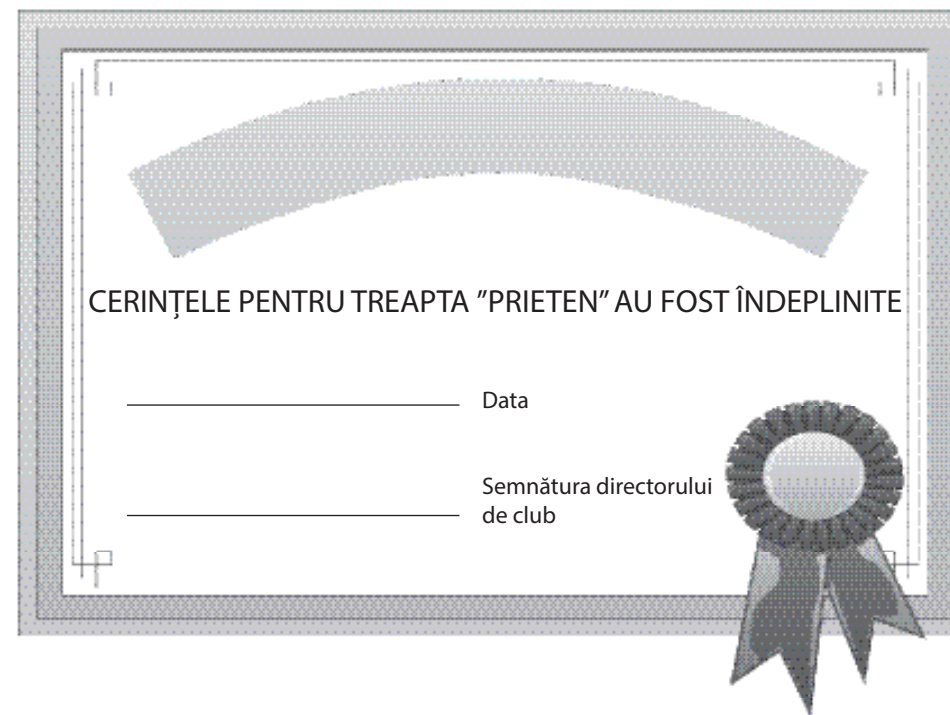 CERINȚELE PENTRU TREAPTA ”PRIETEN” AU FOST ÎNDEPLINITE
Data
Semnătura directorului
de club